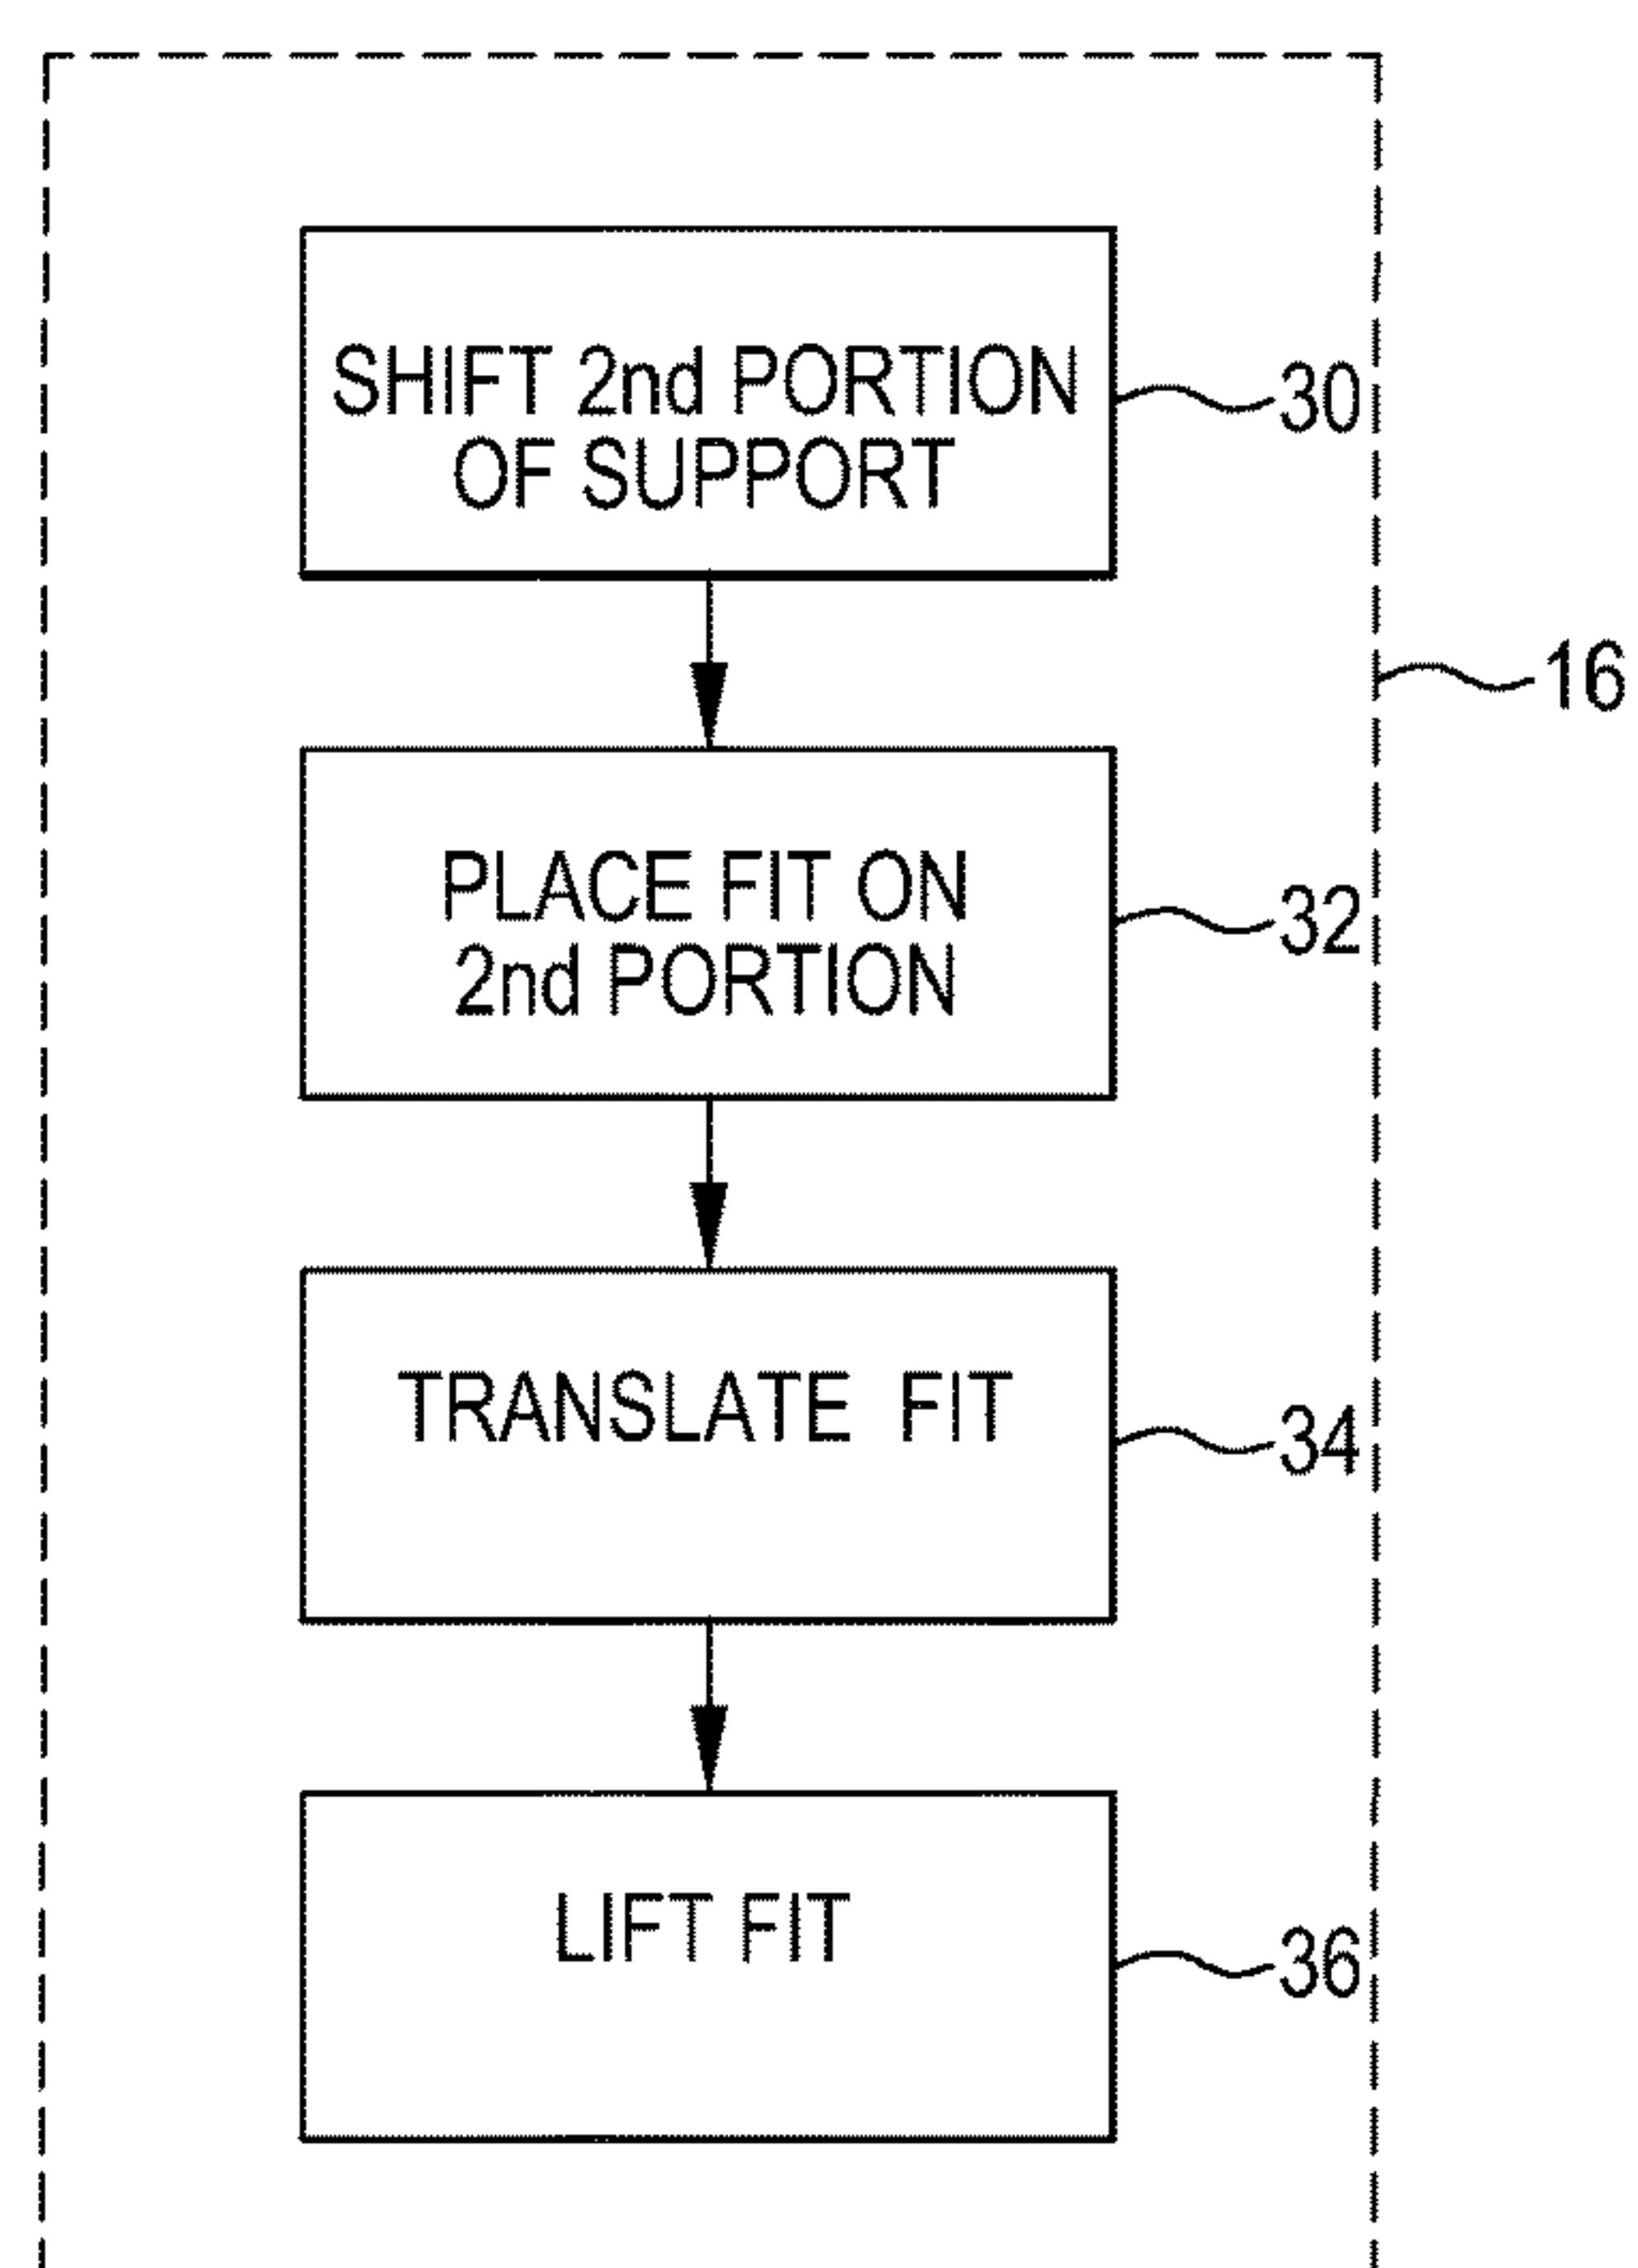 SHIFT 2nd PORTION
OF SUPPORT
30
16
PLACE FIT ON
2nd PORTION
32
TRANSLATE FIT
34
LIFT FIT
36